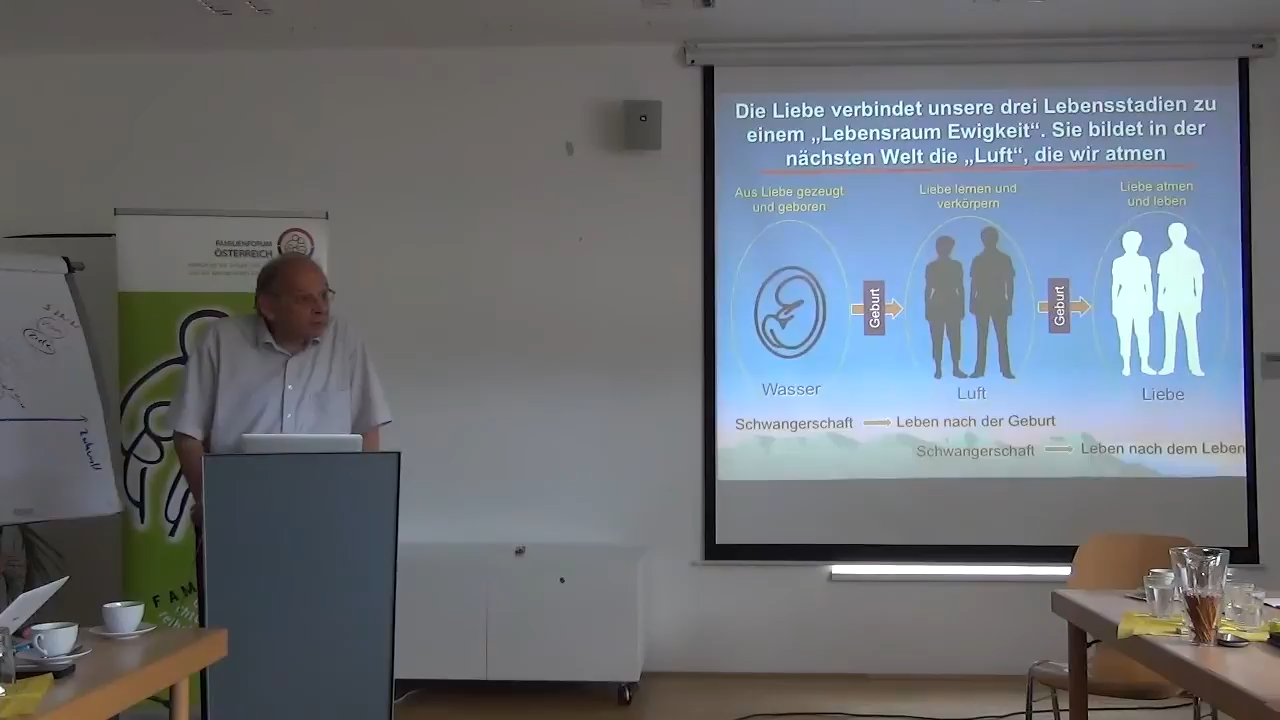 Die Liebe verbindet unsere drei Lebensstadien zu
einem „Lebensraum Ewigkeit“. Sie bildet in der
nächsten Welt die „Luft“, die wir atmen
Aus Liebe gezeugt
und geboren
Liebe lernen und
verkörpern
Liebe atmen
und leben
Geburt
Geburt
Wasser
Luft
Liebe
Schwangerschaft
Leben nach der Geburt
Schwangerschaft
Leben nach dem Leben
FAMILIENFORUM
ÖSTERREICH
Zukunft